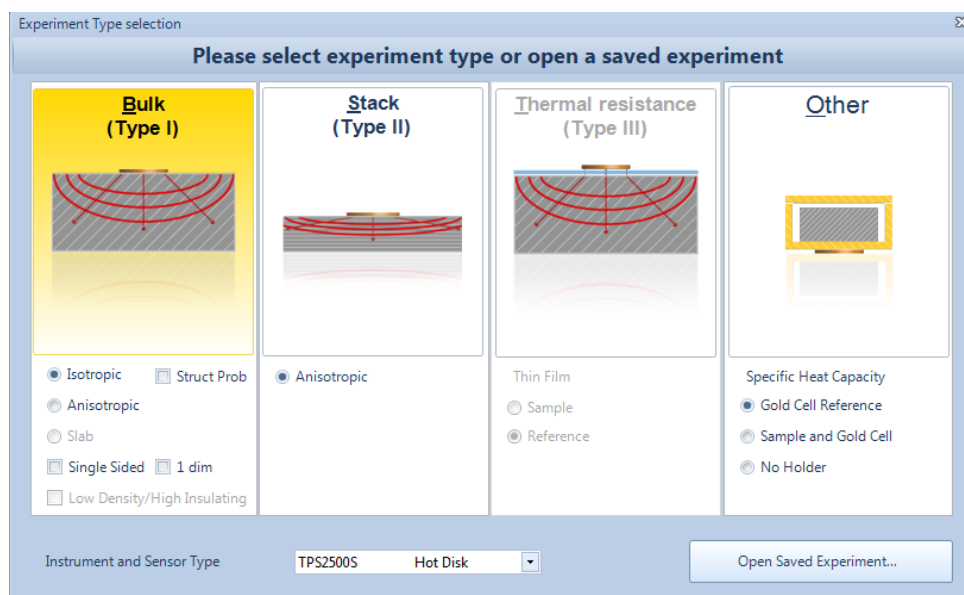 Experiment Type selection
Please select experiment type or open a saved experiment
Bulk
(Type I)
Stack
(Type II)
Thermal resistance
(Type III)
Other
Isotropic
Struct Prob
Anisotropic
Slab
Single Sided
1 dim
Low Density/High Insulating
Anisotropic
Thin Film
Sample
Reference
Specific Heat Capacity
Gold Cell Reference
Sample and Gold Cell
No Holder
Instrument and Sensor Type
TPS2500S Hot Disk
Open Saved Experiment...